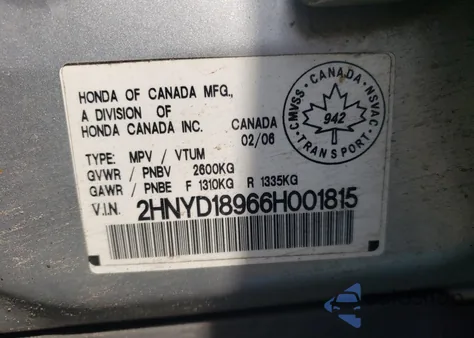 HONDA OF CANADA MFG.,
A DIVISION OF
HONDA CANADA INC. CANADA
02/06
CANADA
CMVSS NSVAC
942
TRANSPORT
TYPE: MPV / VTUM
GVWR / PNBV 2600KG
GAWR / PNBE F 1310KG R 1335KG
V.I.N. 2HNYD18966H001815